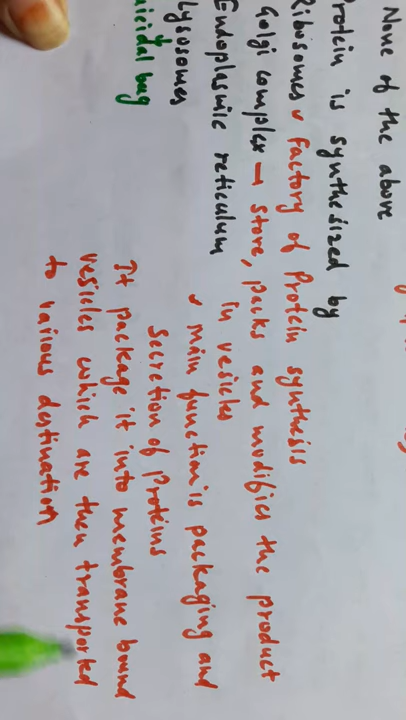 None of the above
rotein is synthesized by
Ribosomes ✓ factory of Protein synthesis
Golgi complex → Store, packs and modifies the product
in vesicles
Endoplasmic reticulum
✓ main function is packaging and
Secretion of Proteins
Lysosomes
uicidal bag
It package it into membrane bound
vesicles which are then transported
to various destination